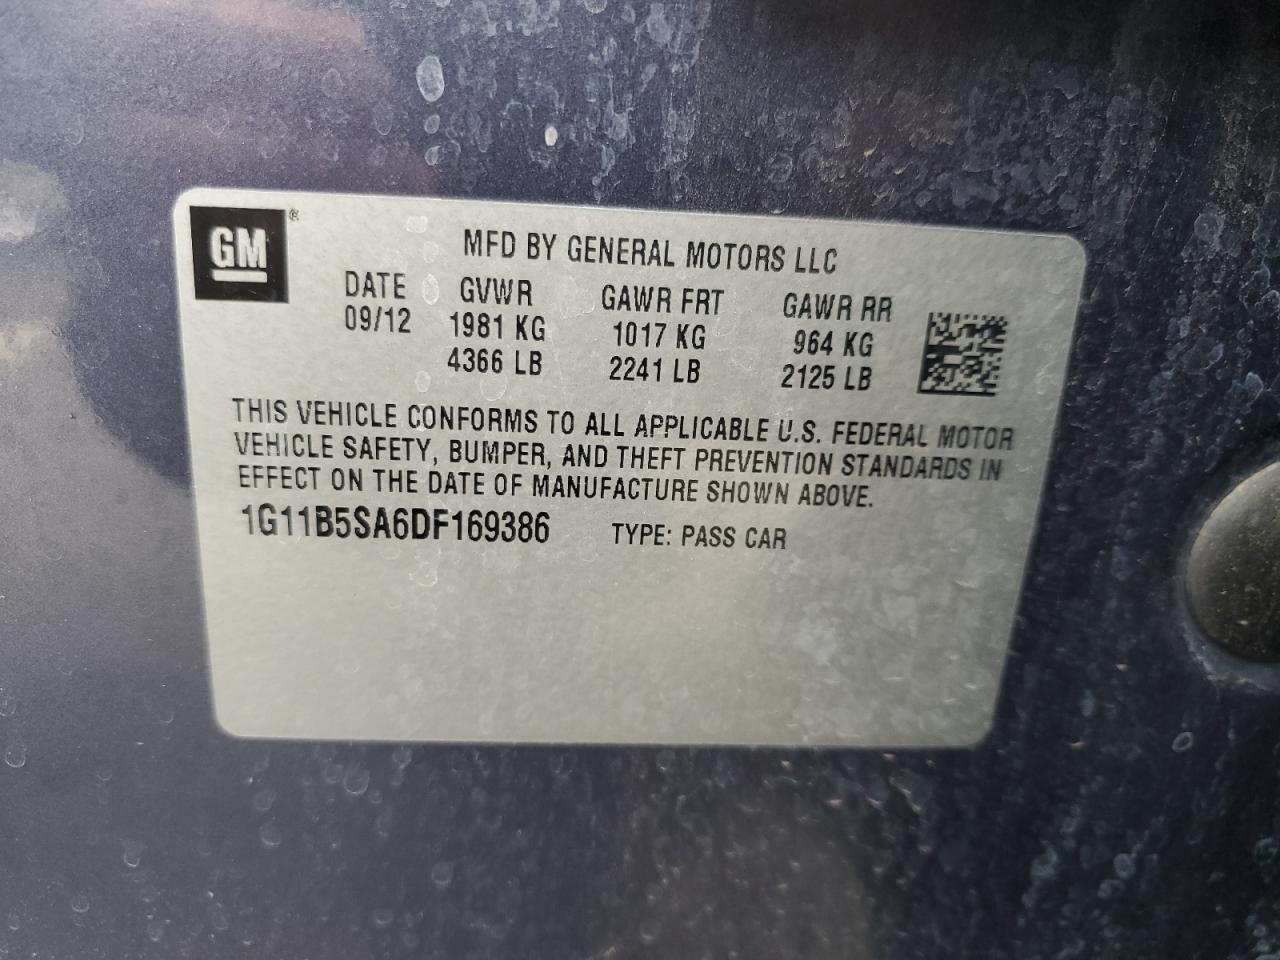 GM ®
MFD BY GENERAL MOTORS LLC
DATE GVWR GAWR FRT GAWR RR
09/12 1981 KG 1017 KG 964 KG
4366 LB 2241 LB 2125 LB
THIS VEHICLE CONFORMS TO ALL APPLICABLE U.S. FEDERAL MOTOR
VEHICLE SAFETY, BUMPER, AND THEFT PREVENTION STANDARDS IN
EFFECT ON THE DATE OF MANUFACTURE SHOWN ABOVE.
1G11B5SA6DF169386 TYPE: PASS CAR